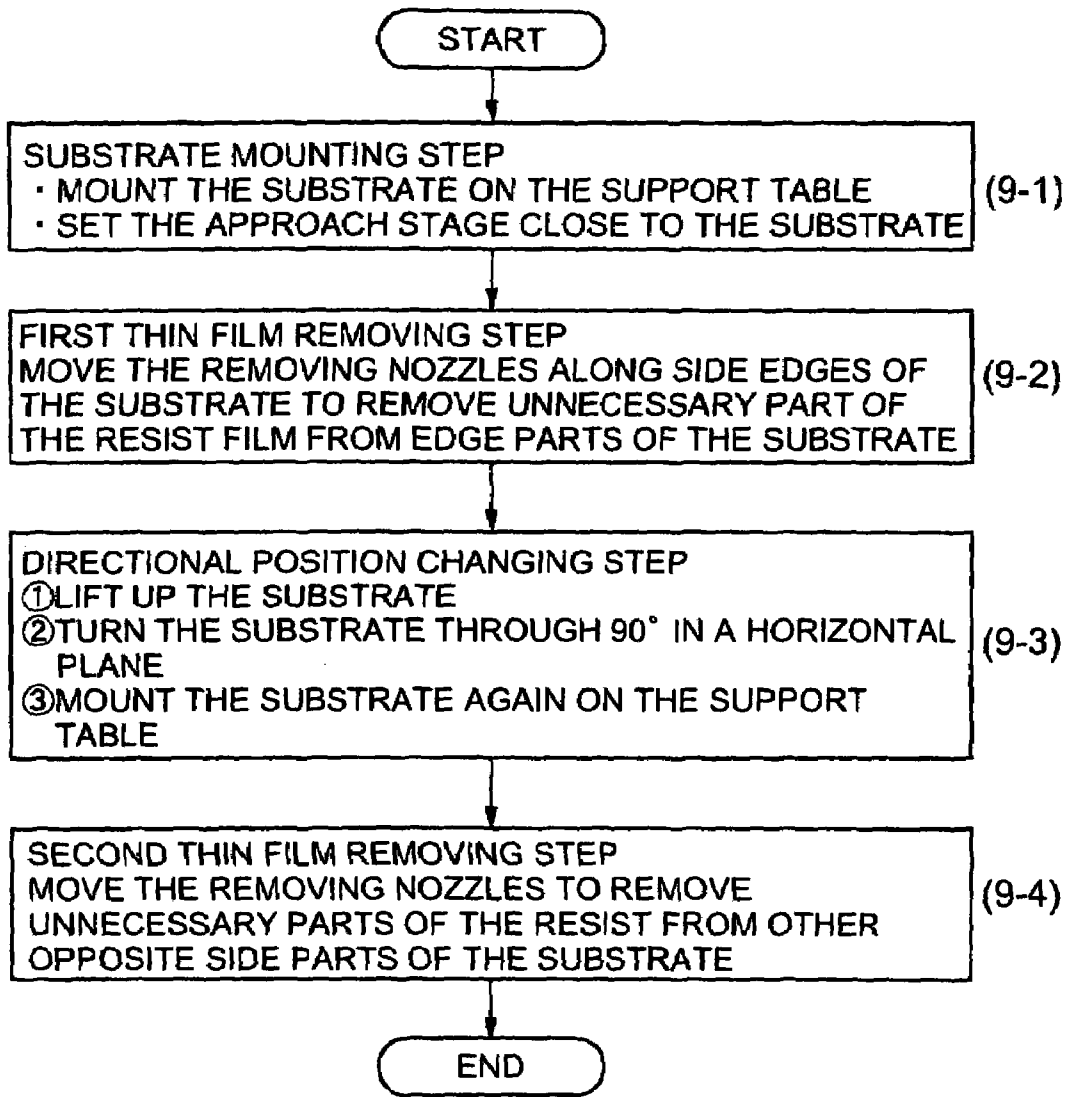 START
SUBSTRATE MOUNTING STEP
・MOUNT THE SUBSTRATE ON THE SUPPORT TABLE
・SET THE APPROACH STAGE CLOSE TO THE SUBSTRATE
(9-1)
FIRST THIN FILM REMOVING STEP
MOVE THE REMOVING NOZZLES ALONG SIDE EDGES OF
THE SUBSTRATE TO REMOVE UNNECESSARY PART OF
THE RESIST FILM FROM EDGE PARTS OF THE SUBSTRATE
(9-2)
DIRECTIONAL POSITION CHANGING STEP
①LIFT UP THE SUBSTRATE
②TURN THE SUBSTRATE THROUGH 90° IN A HORIZONTAL
PLANE
③MOUNT THE SUBSTRATE AGAIN ON THE SUPPORT
TABLE
(9-3)
SECOND THIN FILM REMOVING STEP
MOVE THE REMOVING NOZZLES TO REMOVE
UNNECESSARY PARTS OF THE RESIST FROM OTHER
OPPOSITE SIDE PARTS OF THE SUBSTRATE
(9-4)
END